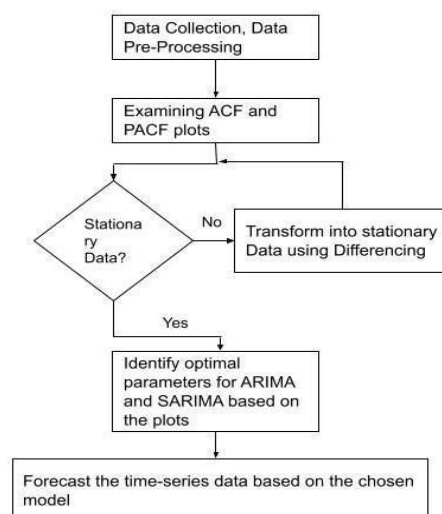 Data Collection, Data
Pre-Processing
Examining ACF and
PACF plots
Stationa
ry
Data?
No
Transform into stationary
Data using Differencing
Yes
Identify optimal
parameters for ARIMA
and SARIMA based on
the plots
Forecast the time-series data based on the chosen
model